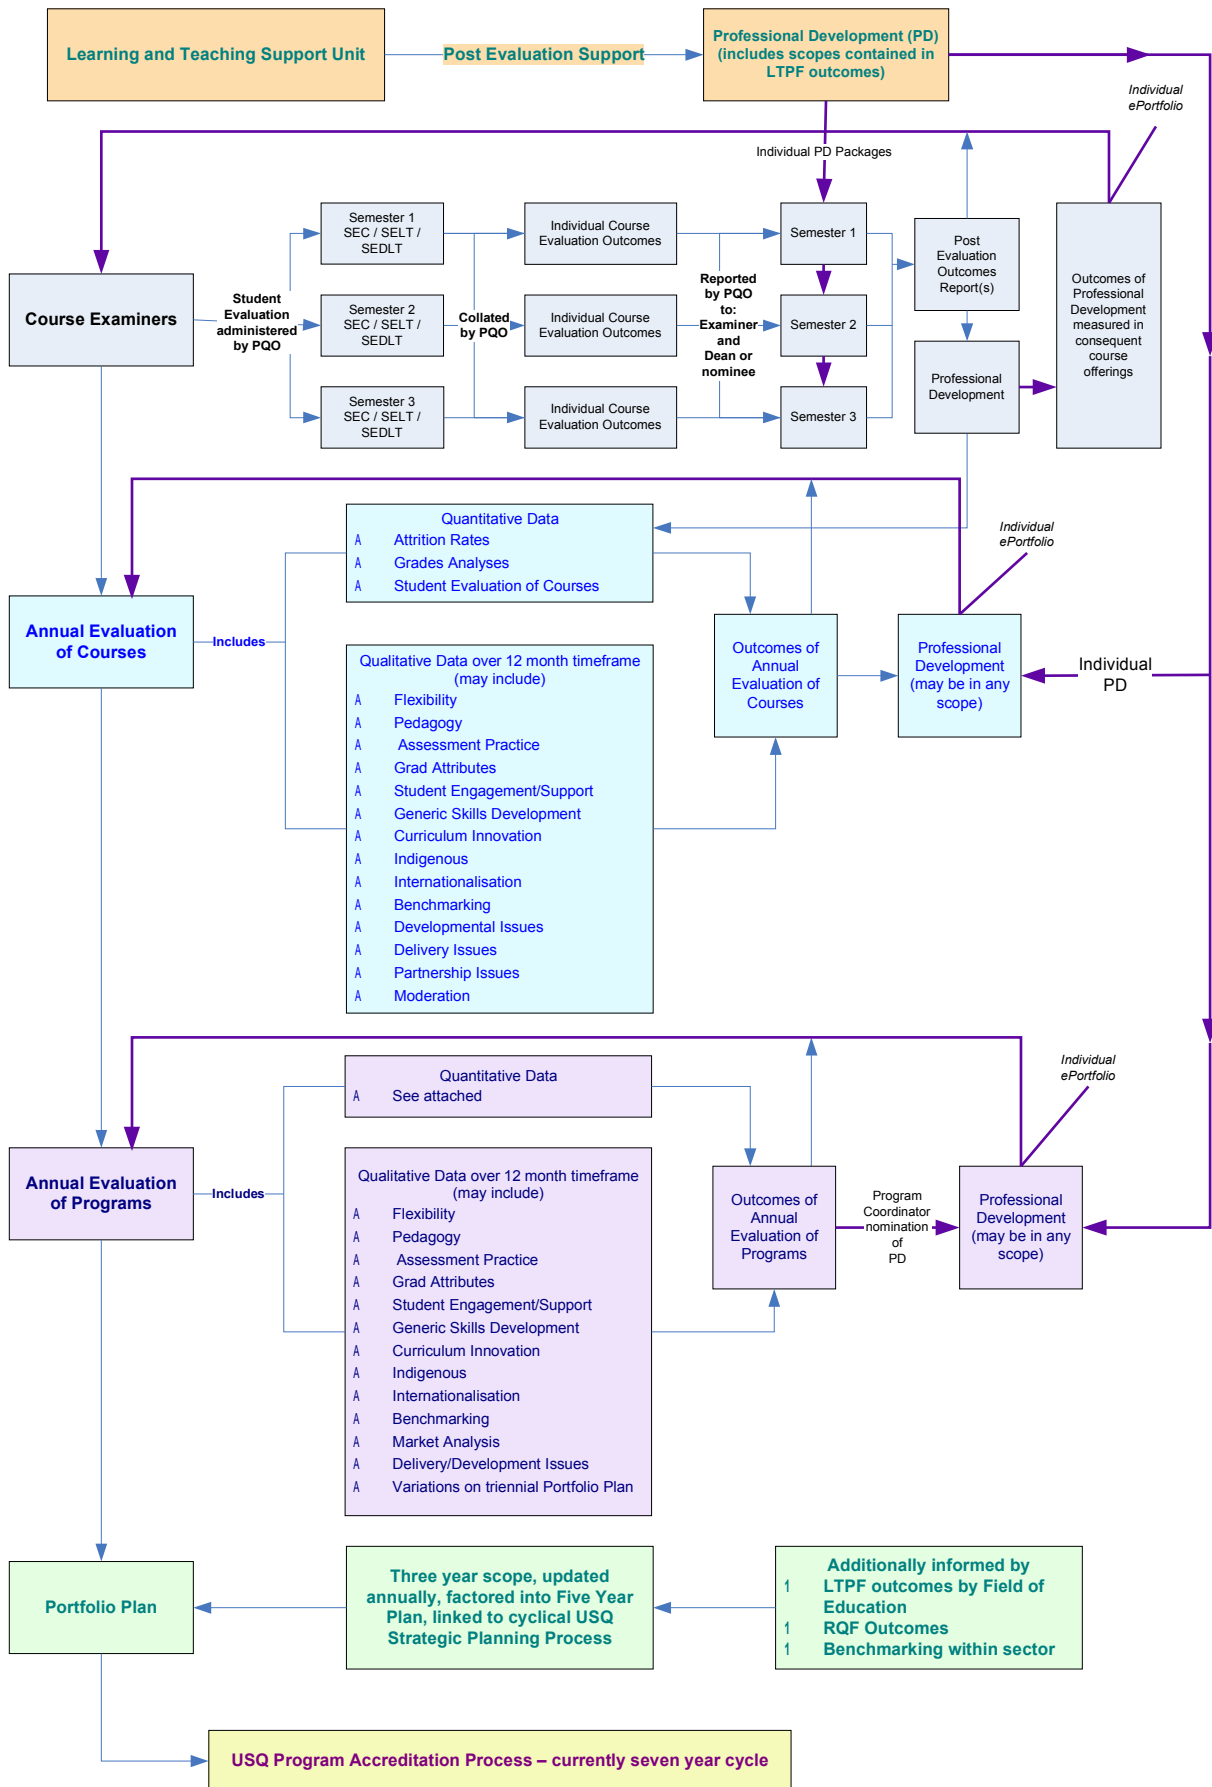 Learning and Teaching Support Unit
Post Evaluation Support
Professional Development (PD)
(includes scopes contained in
LTPF outcomes)
Individual
ePortfolio
Individual PD Packages
Course Examiners
Student
Evaluation
administered
by PQO
Semester 1
SEC / SELT /
SEDLT
Semester 2
SEC / SELT /
SEDLT
Semester 3
SEC / SELT /
SEDLT
Collated
by PQO
Individual Course
Evaluation Outcomes
Individual Course
Evaluation Outcomes
Individual Course
Evaluation Outcomes
Reported
by PQO
to:
Examiner
and
Dean or
nominee
Semester 1
Semester 2
Semester 3
Post
Evaluation
Outcomes
Report(s)
Professional
Development
Outcomes of
Professional
Development
measured in
consequent
course
offerings
Annual Evaluation
of Courses
Includes
Quantitative Data
A Attrition Rates
A Grades Analyses
A Student Evaluation of Courses
Qualitative Data over 12 month timeframe
(may include)
A Flexibility
A Pedagogy
A Assessment Practice
A Grad Attributes
A Student Engagement/Support
A Generic Skills Development
A Curriculum Innovation
A Indigenous
A Internationalisation
A Benchmarking
A Developmental Issues
A Delivery Issues
A Partnership Issues
A Moderation
Outcomes of
Annual
Evaluation of
Courses
Individual
ePortfolio
Professional
Development
(may be in any
scope)
Individual
PD
Annual Evaluation
of Programs
Includes
Quantitative Data
A See attached
Qualitative Data over 12 month timeframe
(may include)
A Flexibility
A Pedagogy
A Assessment Practice
A Grad Attributes
A Student Engagement/Support
A Generic Skills Development
A Curriculum Innovation
A Indigenous
A Internationalisation
A Benchmarking
A Market Analysis
A Delivery/Development Issues
A Variations on triennial Portfolio Plan
Outcomes of
Annual
Evaluation of
Programs
Program
Coordinator
nomination
of
PD
Individual
ePortfolio
Professional
Development
(may be in any
scope)
Portfolio Plan
Three year scope, updated
annually, factored into Five Year
Plan, linked to cyclical USQ
Strategic Planning Process
Additionally informed by
1 LTPF outcomes by Field of
Education
1 RQF Outcomes
1 Benchmarking within sector
USQ Program Accreditation Process – currently seven year cycle